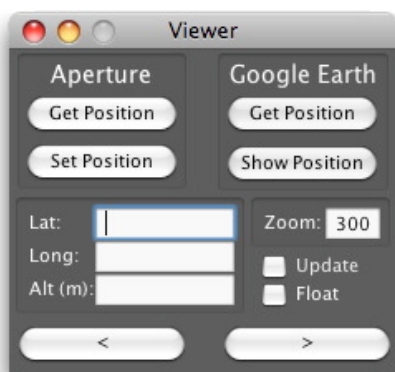 Viewer
Aperture
Google Earth
Get Position
Get Position
Set Position
Show Position
Lat:
Zoom: 300
Long:
Update
Alt (m):
Float
<
>